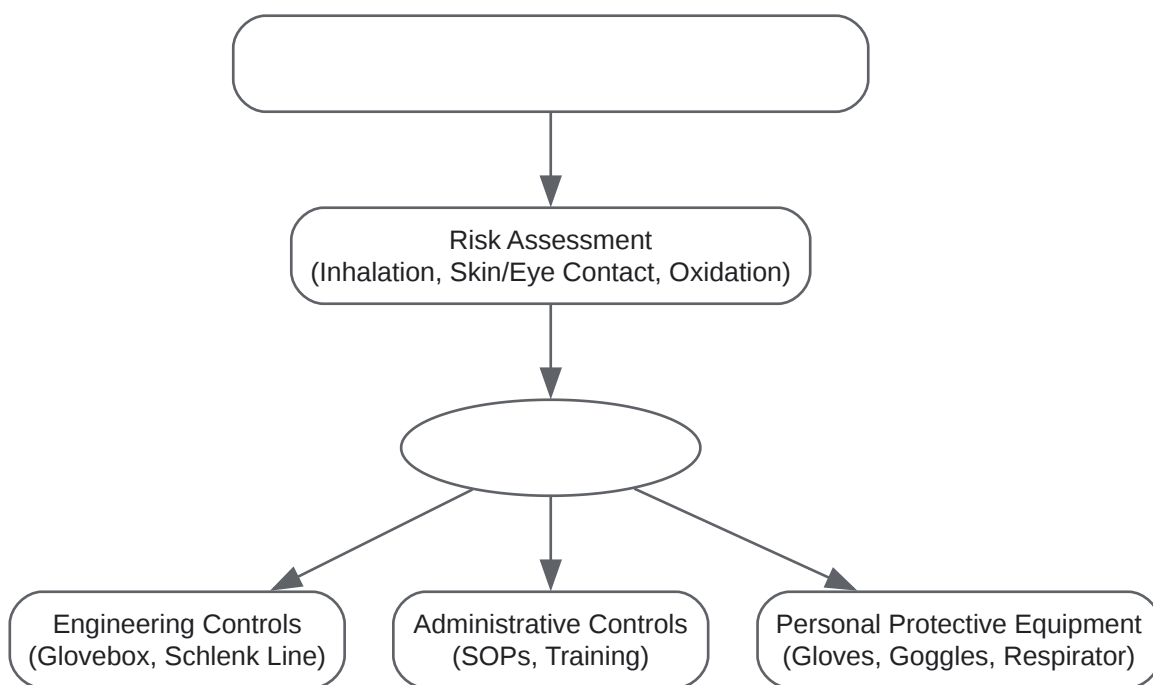 Risk Assessment
(Inhalation, Skin/Eye Contact, Oxidation)
Engineering Controls
(Glovebox, Schlenk Line)
Administrative Controls
(SOPs, Training)
Personal Protective Equipment
(Gloves, Goggles, Respirator)